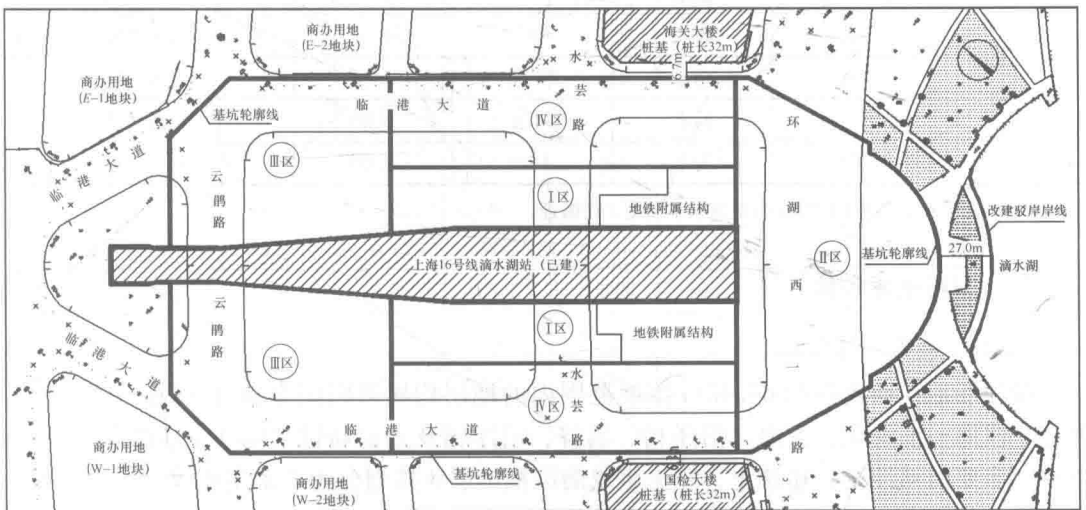 商办用地
(E-2地块)
海关大楼
桩基（桩长32m）
6.7m
商办用地
(E-1地块)
水
芸
路
临港大道
基坑轮廓线
Ⅳ区
环
湖
西
一
路
Ⅲ区
临港大道
云
鹃
路
Ⅰ区
地铁附属结构
改建驳岸岸线
27.0m
滴水湖
基坑轮廓线
Ⅱ区
上海16号线滴水湖站（已建）
云
鹃
路
Ⅰ区
地铁附属结构
临港大道
Ⅲ区
水
芸
路
Ⅳ区
临港大道
商办用地
(W-1地块)
基坑轮廓线
商办用地
(W-2地块)
国检大楼
桩基（桩长32m）